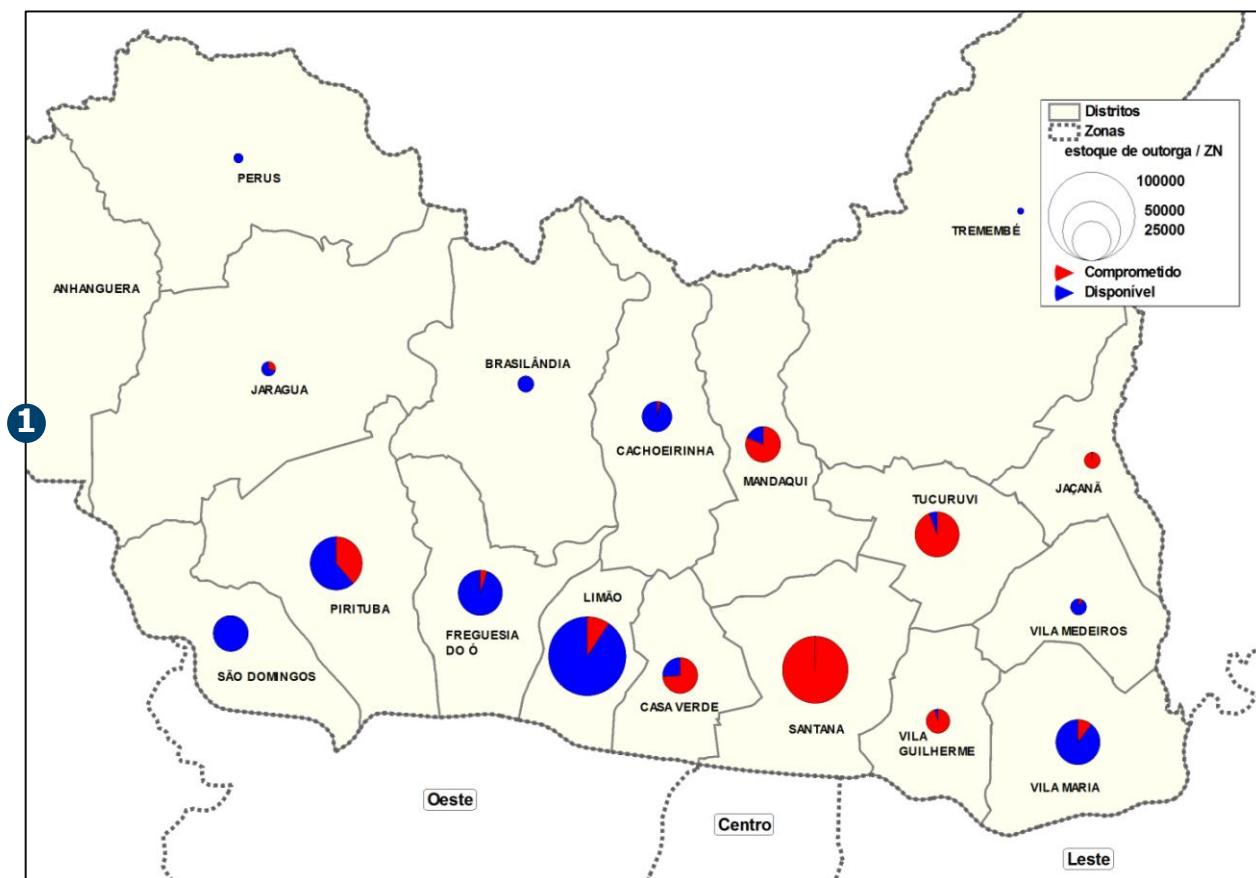 Distritos
Zonas
estoque de outorga / ZN
100000
50000
25000
Comprometido
Disponível
PERUS
TREMEMBÉ
ANHANGUERA
BRASILÂNDIA
JARAGUA
1
CACHOEIRINHA
MANDAQUI
JAÇANÃ
TUCURUVI
LIMÃO
PIRITUBA
FREGUESIA
DO Ó
VILA MEDEIROS
SÃO DOMINGOS
CASA VERDE
SANTANA
VILA
GUILHERME
VILA MARIA
Oeste
Centro
Leste